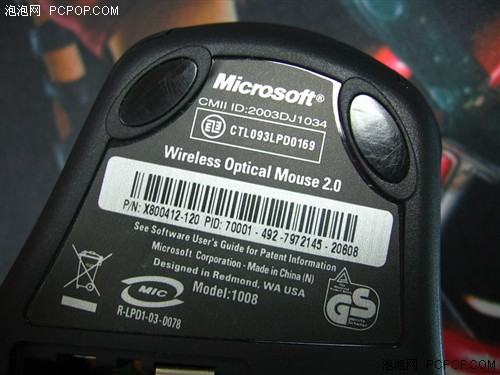 泡泡网 PCPOP.COM
Microsoft®
CMII ID:2003DJ1034
CTL093LPD0169
Wireless Optical Mouse 2.0
P/N: X800412-120 PID: 70001 - 492 -7972145 - 20608
See Software User's Guide for Patent Information
Microsoft Corporation - Made in China (N)
Designed in Redmond, WA USA
Model:1008
MIC
R-LPD1-03-0078
GS
泡泡网 PCPOP.COM